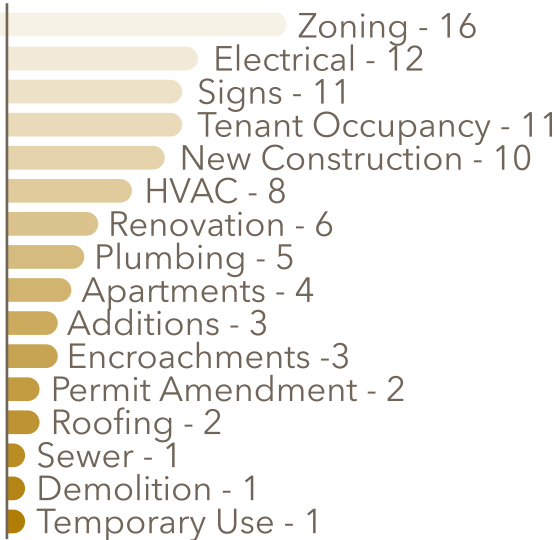 Zoning - 16
Electrical - 12
Signs - 11
Tenant Occupancy - 11
New Construction - 10
HVAC - 8
Renovation - 6
Plumbing - 5
Apartments - 4
Additions - 3
Encroachments -3
Permit Amendment - 2
Roofing - 2
Sewer - 1
Demolition - 1
Temporary Use - 1